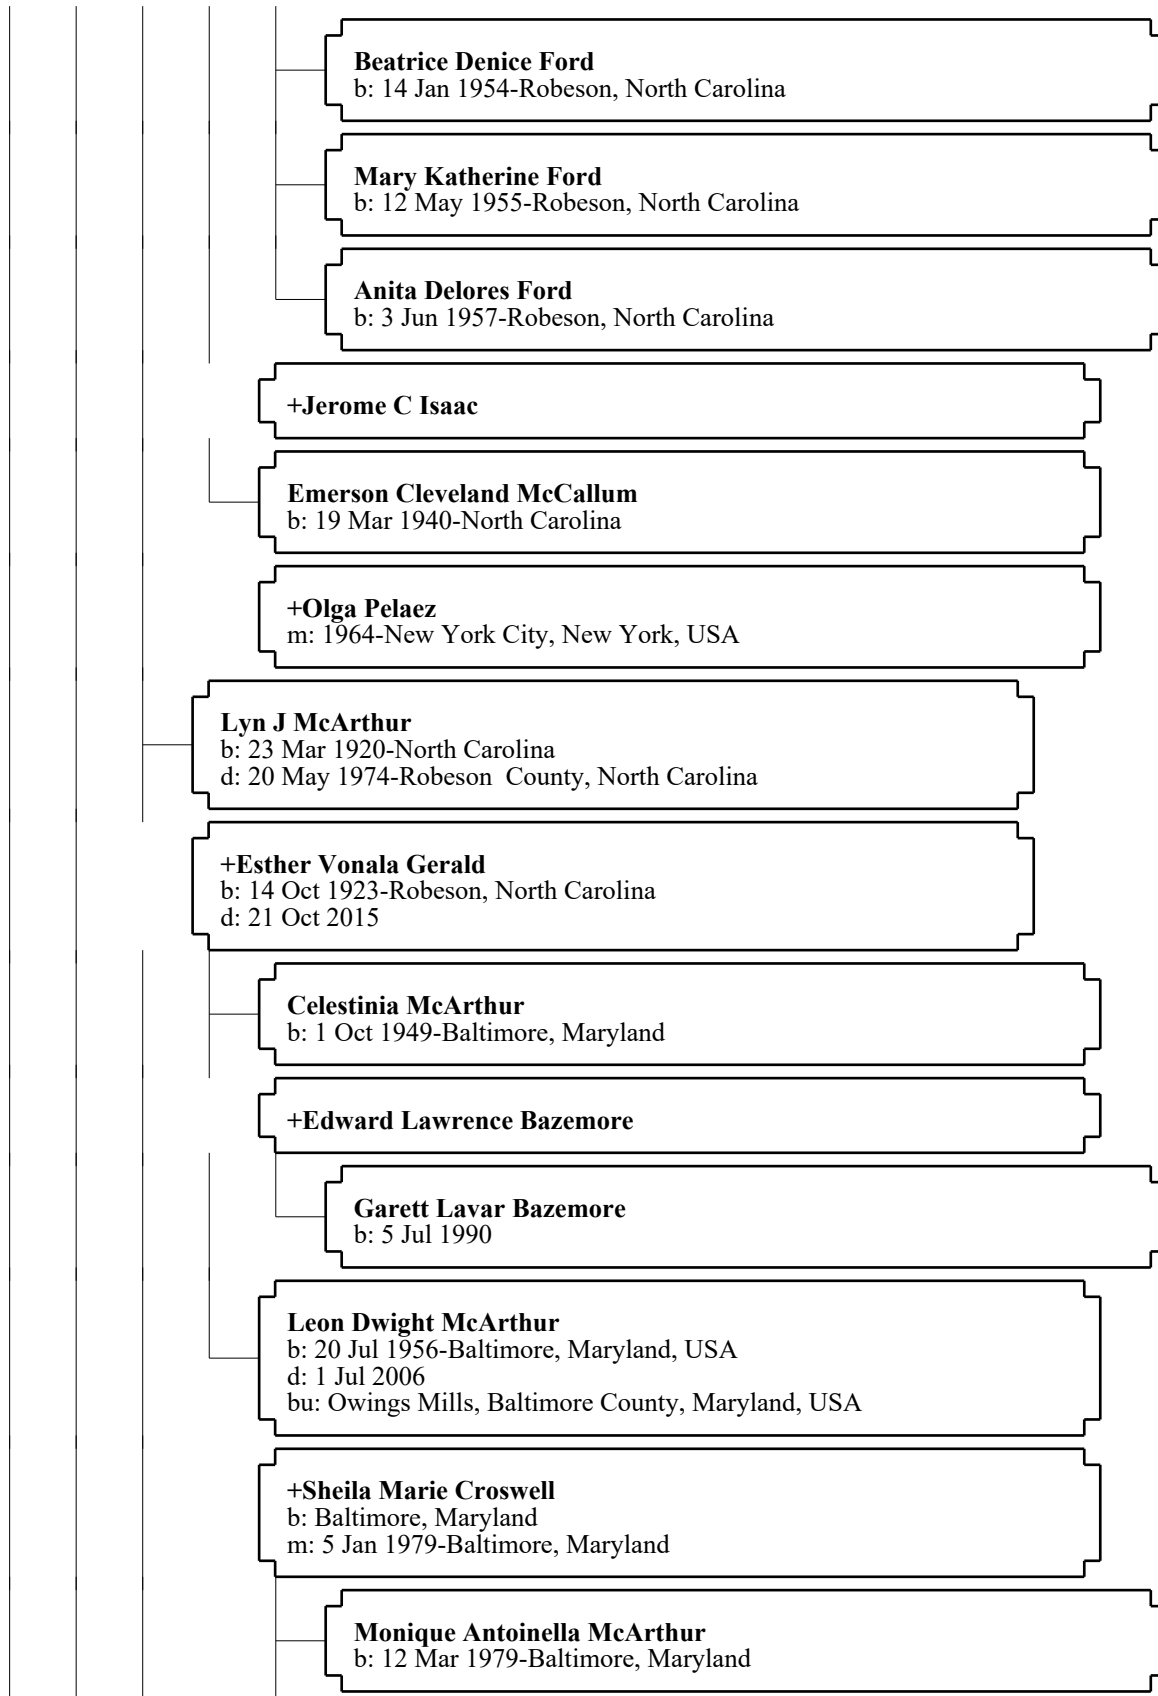 Beatrice Denice Ford
b: 14 Jan 1954-Robeson, North Carolina
Mary Katherine Ford
b: 12 May 1955-Robeson, North Carolina
Anita Delores Ford
b: 3 Jun 1957-Robeson, North Carolina
+Jerome C Isaac
Emerson Cleveland McCallum
b: 19 Mar 1940-North Carolina
+Olga Pelaez
m: 1964-New York City, New York, USA
Lyn J McArthur
b: 23 Mar 1920-North Carolina
d: 20 May 1974-Robeson  County, North Carolina
+Esther Vonala Gerald
b: 14 Oct 1923-Robeson, North Carolina
d: 21 Oct 2015
Celestinia McArthur
b: 1 Oct 1949-Baltimore, Maryland
+Edward Lawrence Bazemore
Garett Lavar Bazemore
b: 5 Jul 1990
Leon Dwight McArthur
b: 20 Jul 1956-Baltimore, Maryland, USA
d: 1 Jul 2006
bu: Owings Mills, Baltimore County, Maryland, USA
+Sheila Marie Croswell
b: Baltimore, Maryland
m: 5 Jan 1979-Baltimore, Maryland
Monique Antoinella McArthur
b: 12 Mar 1979-Baltimore, Maryland